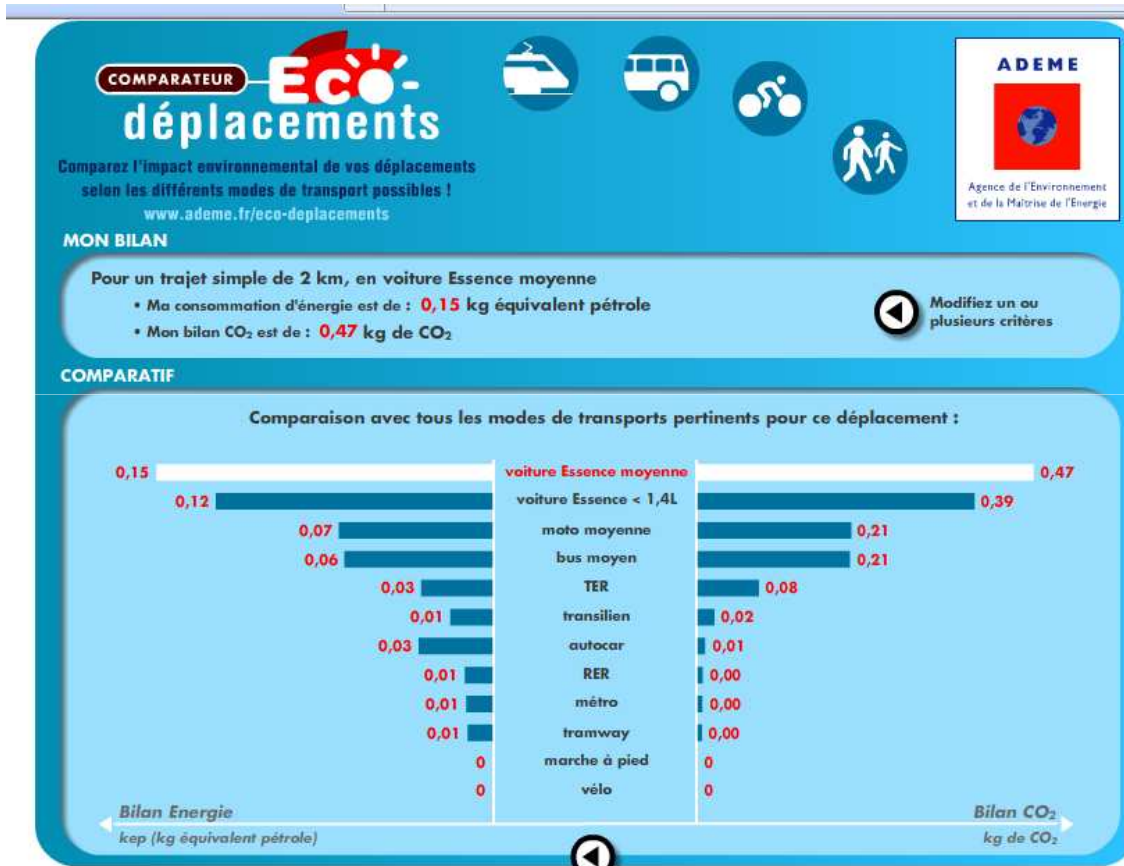 COMPARATEUR
Eco-
déplacements
Comparez l'impact environnemental de vos déplacements
selon les différents modes de transport possibles !
www.ademe.fr/eco-deplacements
ADEME
Agence de l'Environnement
et de la Maîtrise de l'Energie
MON BILAN
Pour un trajet simple de 2 km, en voiture Essence moyenne
• Ma consommation d'énergie est de : 0,15 kg équivalent pétrole
• Mon bilan CO₂ est de : 0,47 kg de CO₂
Modifiez un ou
plusieurs critères
COMPARATIF
Comparaison avec tous les modes de transports pertinents pour ce déplacement :
0,15 voiture Essence moyenne 0,47
0,12 voiture Essence < 1,4L 0,39
0,07 moto moyenne 0,21
0,06 bus moyen 0,21
0,03 TER 0,08
0,01 transilien 0,02
0,03 autocar 0,01
0,01 RER 0,00
0,01 métro 0,00
0,01 tramway 0,00
0 marche à pied 0
0 vélo 0
Bilan Energie Bilan CO₂
kep (kg équivalent pétrole) kg de CO₂